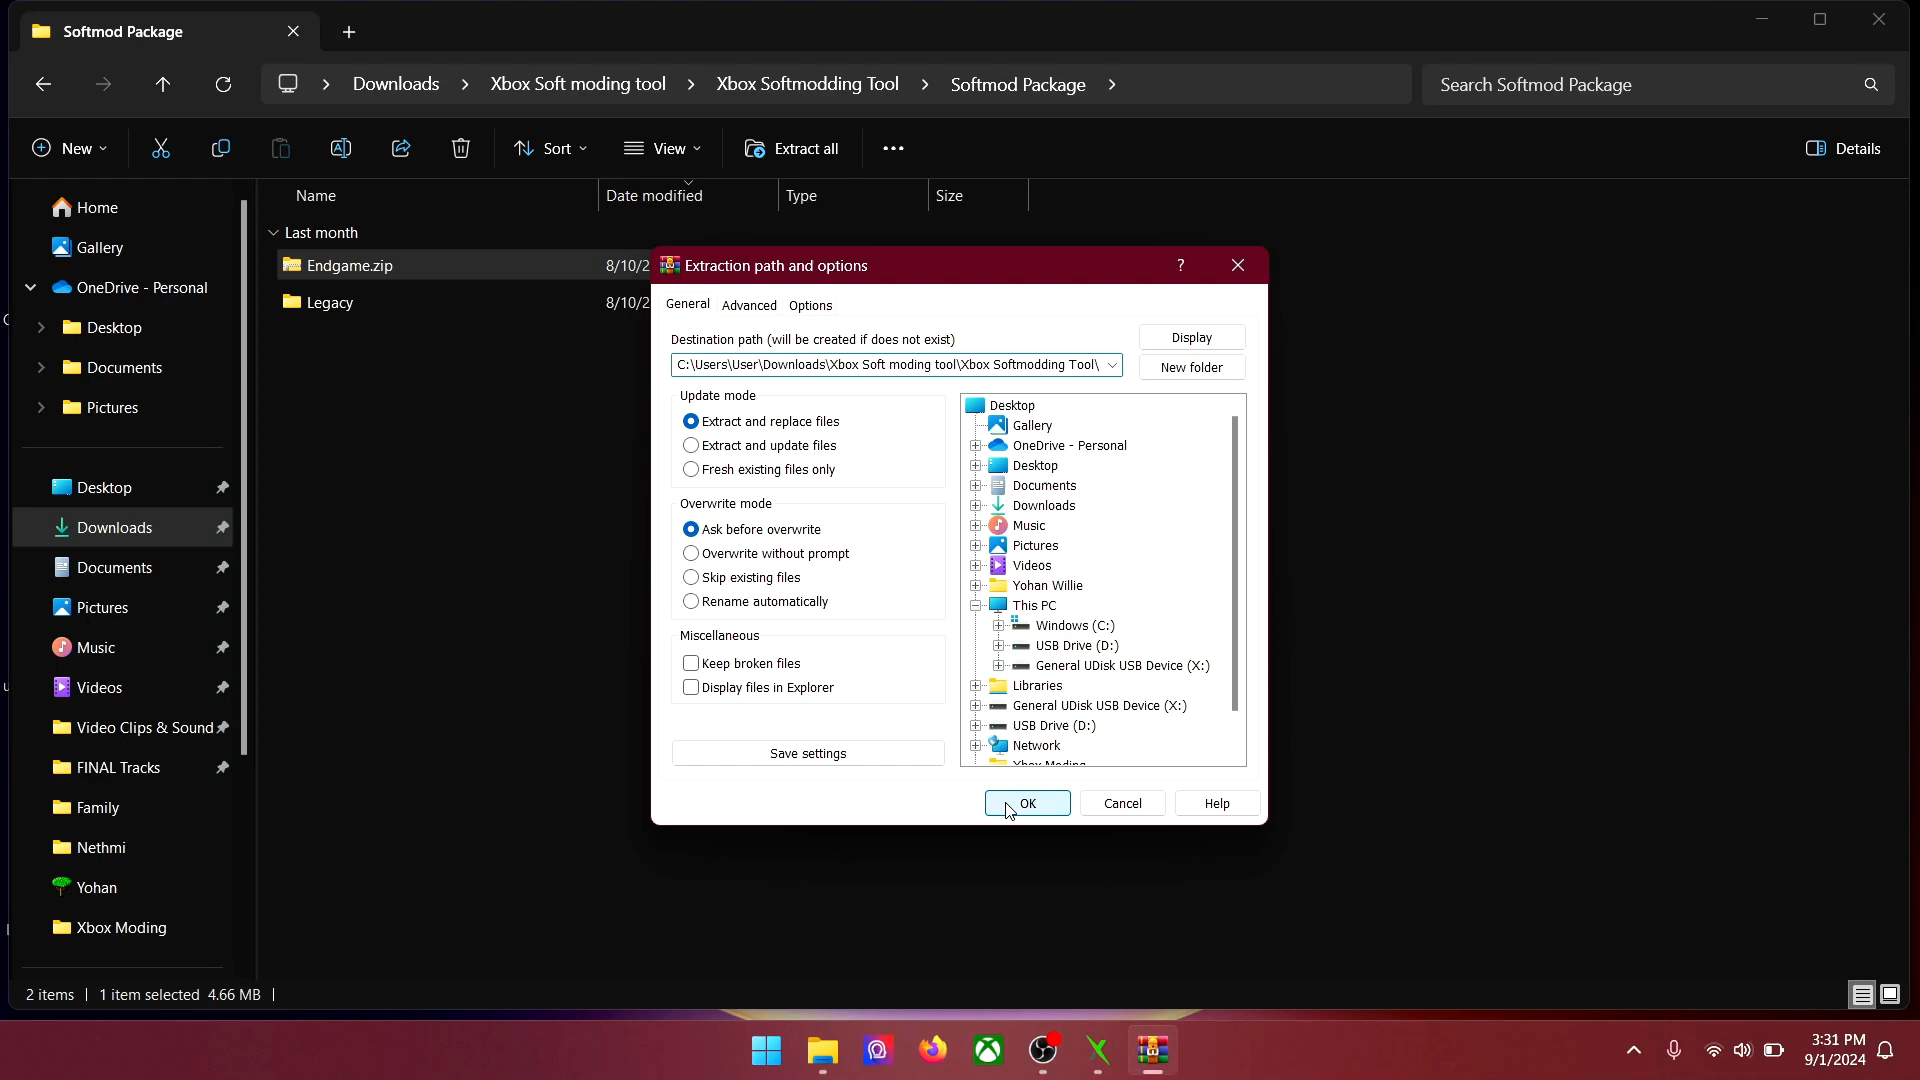 Softmod Package
Downloads > Xbox Soft moding tool > Xbox Softmodding Tool > Softmod Package >
Search Softmod Package
New
Sort
View
Extract all
Details
Home
Gallery
OneDrive - Personal
Desktop
Documents
Pictures
Desktop
Downloads
Documents
Pictures
Music
Videos
Video Clips & Sound
FINAL Tracks
Family
Nethmi
Yohan
Xbox Moding
Name
Date modified
Type
Size
Last month
Endgame.zip
8/10/2
Legacy
8/10/2
Extraction path and options
?
General
Advanced
Options
Destination path (will be created if does not exist)
Display
C:\Users\User\Downloads\Xbox Soft moding tool\Xbox Softmodding Tool\
New folder
Update mode
Extract and replace files
Extract and update files
Fresh existing files only
Overwrite mode
Ask before overwrite
Overwrite without prompt
Skip existing files
Rename automatically
Miscellaneous
Keep broken files
Display files in Explorer
Save settings
Desktop
Gallery
OneDrive - Personal
Desktop
Documents
Downloads
Music
Pictures
Videos
Yohan Willie
This PC
Windows (C:)
USB Drive (D:)
General UDisk USB Device (X:)
Libraries
General UDisk USB Device (X:)
USB Drive (D:)
Network
Xbox Moding
OK
Cancel
Help
2 items
1 item selected 4.66 MB
3:31 PM
9/1/2024